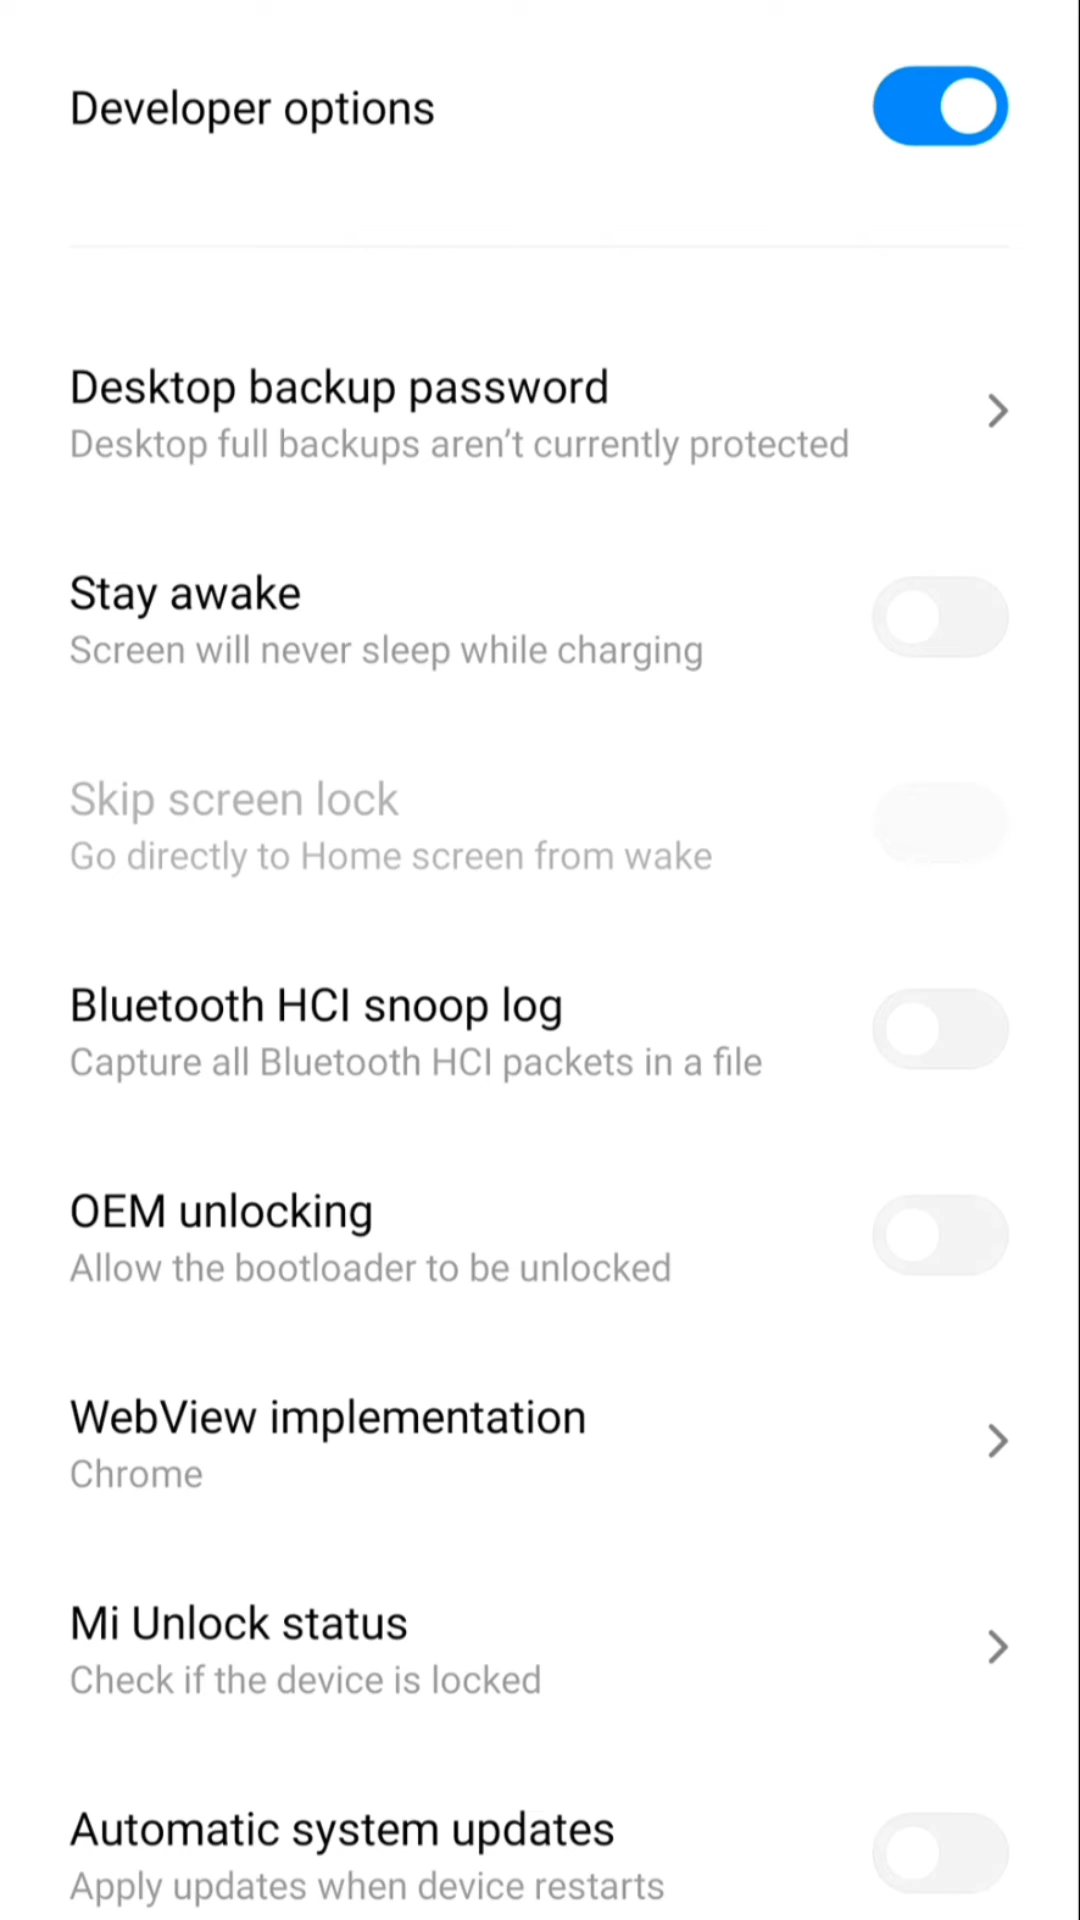 Developer options
Desktop backup password
Desktop full backups aren’t currently protected
Stay awake
Screen will never sleep while charging
Skip screen lock
Go directly to Home screen from wake
Bluetooth HCI snoop log
Capture all Bluetooth HCI packets in a file
OEM unlocking
Allow the bootloader to be unlocked
WebView implementation
Chrome
Mi Unlock status
Check if the device is locked
Automatic system updates
Apply updates when device restarts